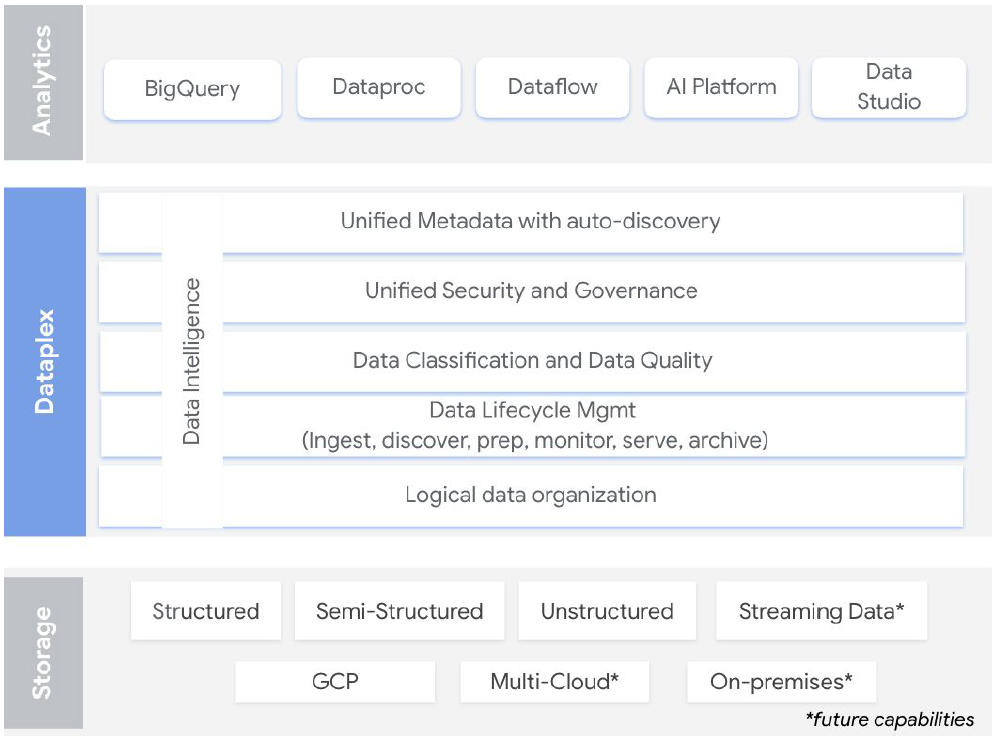 Analytics
BigQuery
Dataproc
Dataflow
AI Platform
Data
Studio
Dataplex
Data Intelligence
Unified Metadata with auto-discovery
Unified Security and Governance
Data Classification and Data Quality
Data Lifecycle Mgmt
(Ingest, discover, prep, monitor, serve, archive)
Logical data organization
Storage
Structured
Semi-Structured
Unstructured
Streaming Data*
GCP
Multi-Cloud*
On-premises*
*future capabilities